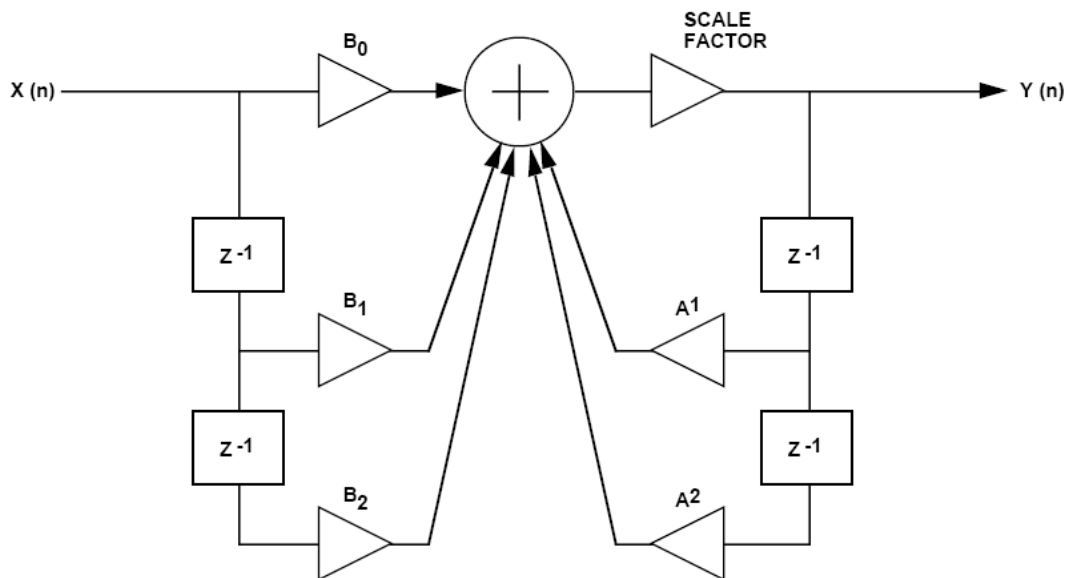 SCALE
FACTOR
B0
X (n)
Y (n)
Z -1
Z -1
B1
A1
Z -1
Z -1
B2
A2